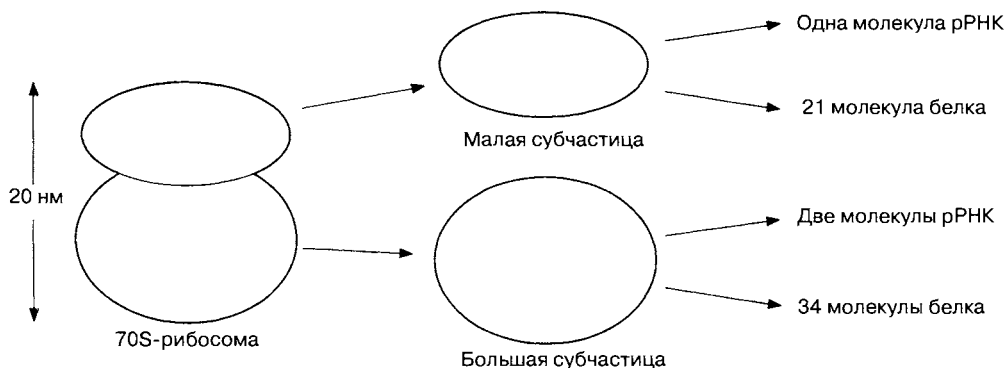 Одна молекула рРНК
21 молекула белка
Малая субчастица
20 нм
Две молекулы рРНК
34 молекулы белка
70S-рибосома
Большая субчастица